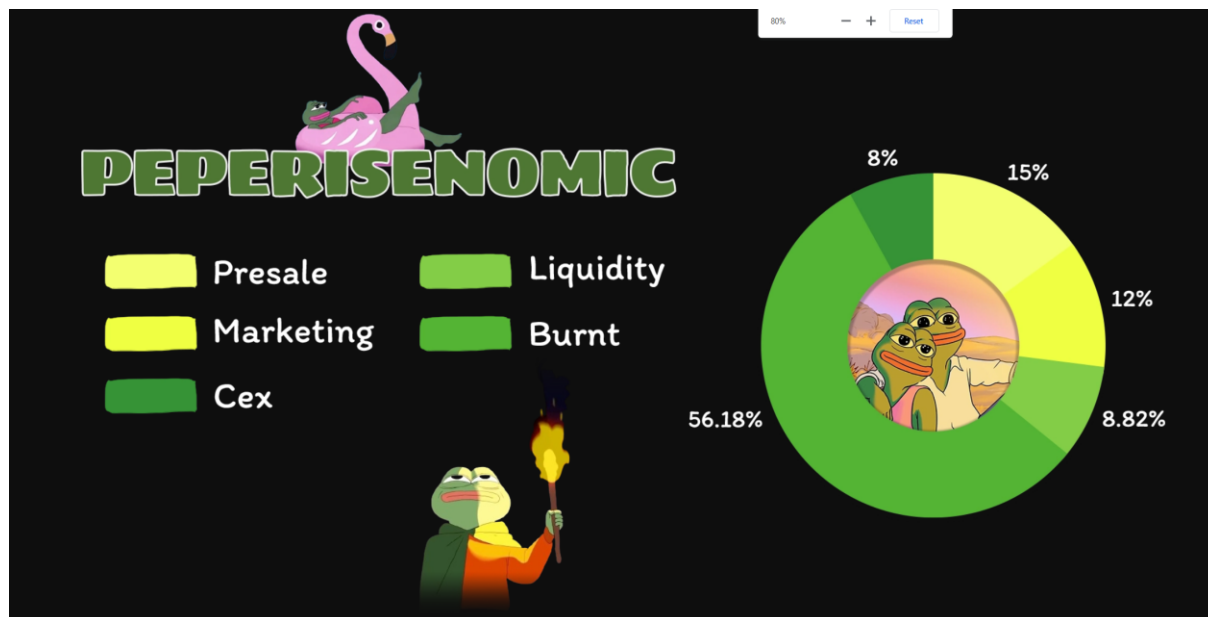 80%
Reset
PEPERISENOMIC
Presale
Marketing
Cex
Liquidity
Burnt
8%
15%
12%
56.18%
8.82%